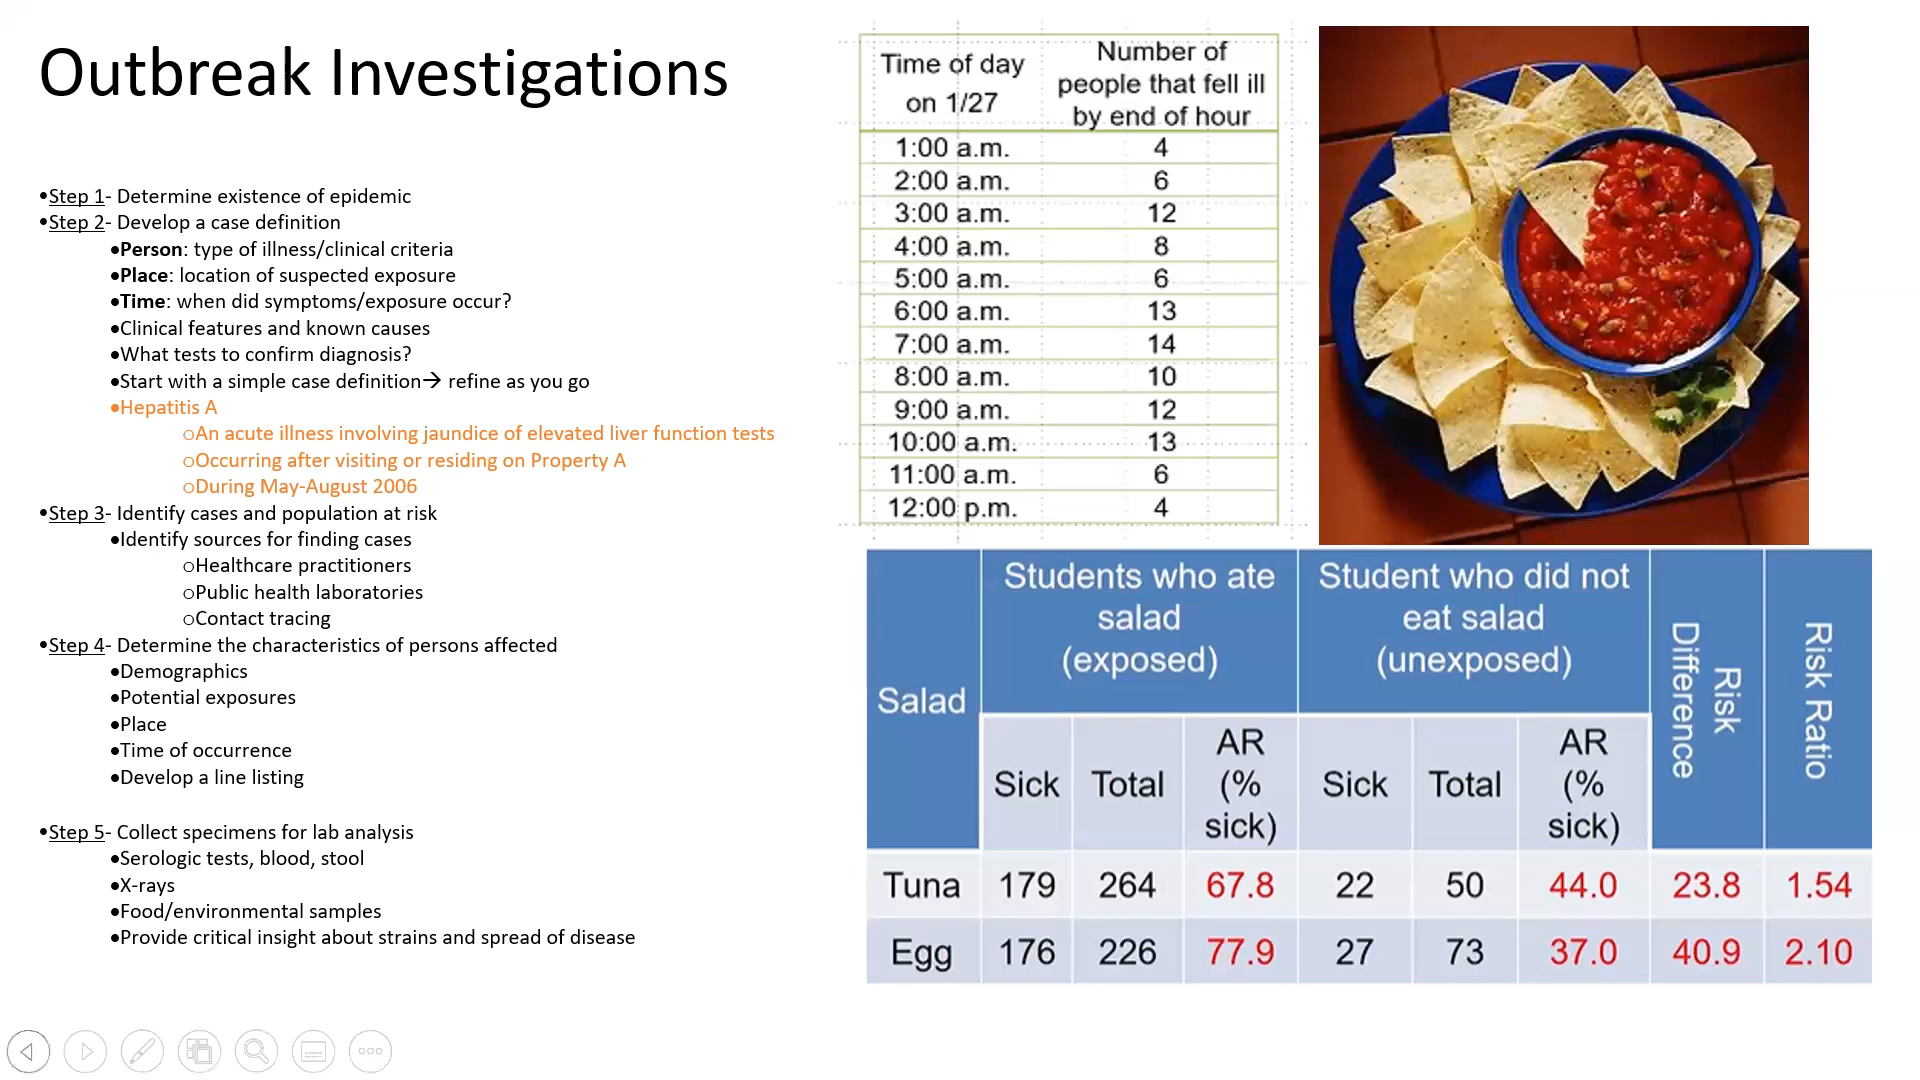 Outbreak Investigations
•Step 1- Determine existence of epidemic
•Step 2- Develop a case definition
•Person: type of illness/clinical criteria
•Place: location of suspected exposure
•Time: when did symptoms/exposure occur?
•Clinical features and known causes
•What tests to confirm diagnosis?
•Start with a simple case definition→ refine as you go
•Hepatitis A
○An acute illness involving jaundice of elevated liver function tests
○Occurring after visiting or residing on Property A
○During May-August 2006
•Step 3- Identify cases and population at risk
•Identify sources for finding cases
○Healthcare practitioners
○Public health laboratories
○Contact tracing
•Step 4- Determine the characteristics of persons affected
•Demographics
•Potential exposures
•Place
•Time of occurrence
•Develop a line listing
•Step 5- Collect specimens for lab analysis
•Serologic tests, blood, stool
•X-rays
•Food/environmental samples
•Provide critical insight about strains and spread of disease
Time of day
on 1/27
Number of
people that fell ill
by end of hour
1:00 a.m. 4
2:00 a.m. 6
3:00 a.m. 12
4:00 a.m. 8
5:00 a.m. 6
6:00 a.m. 13
7:00 a.m. 14
8:00 a.m. 10
9:00 a.m. 12
10:00 a.m. 13
11:00 a.m. 6
12:00 p.m. 4
Salad
Students who ate
salad
(exposed)
Student who did not
eat salad
(unexposed)
Risk
Difference
Risk Ratio
Sick
Total
AR
(%
sick)
Sick
Total
AR
(%
sick)
Tuna 179 264 67.8 22 50 44.0 23.8 1.54
Egg 176 226 77.9 27 73 37.0 40.9 2.10